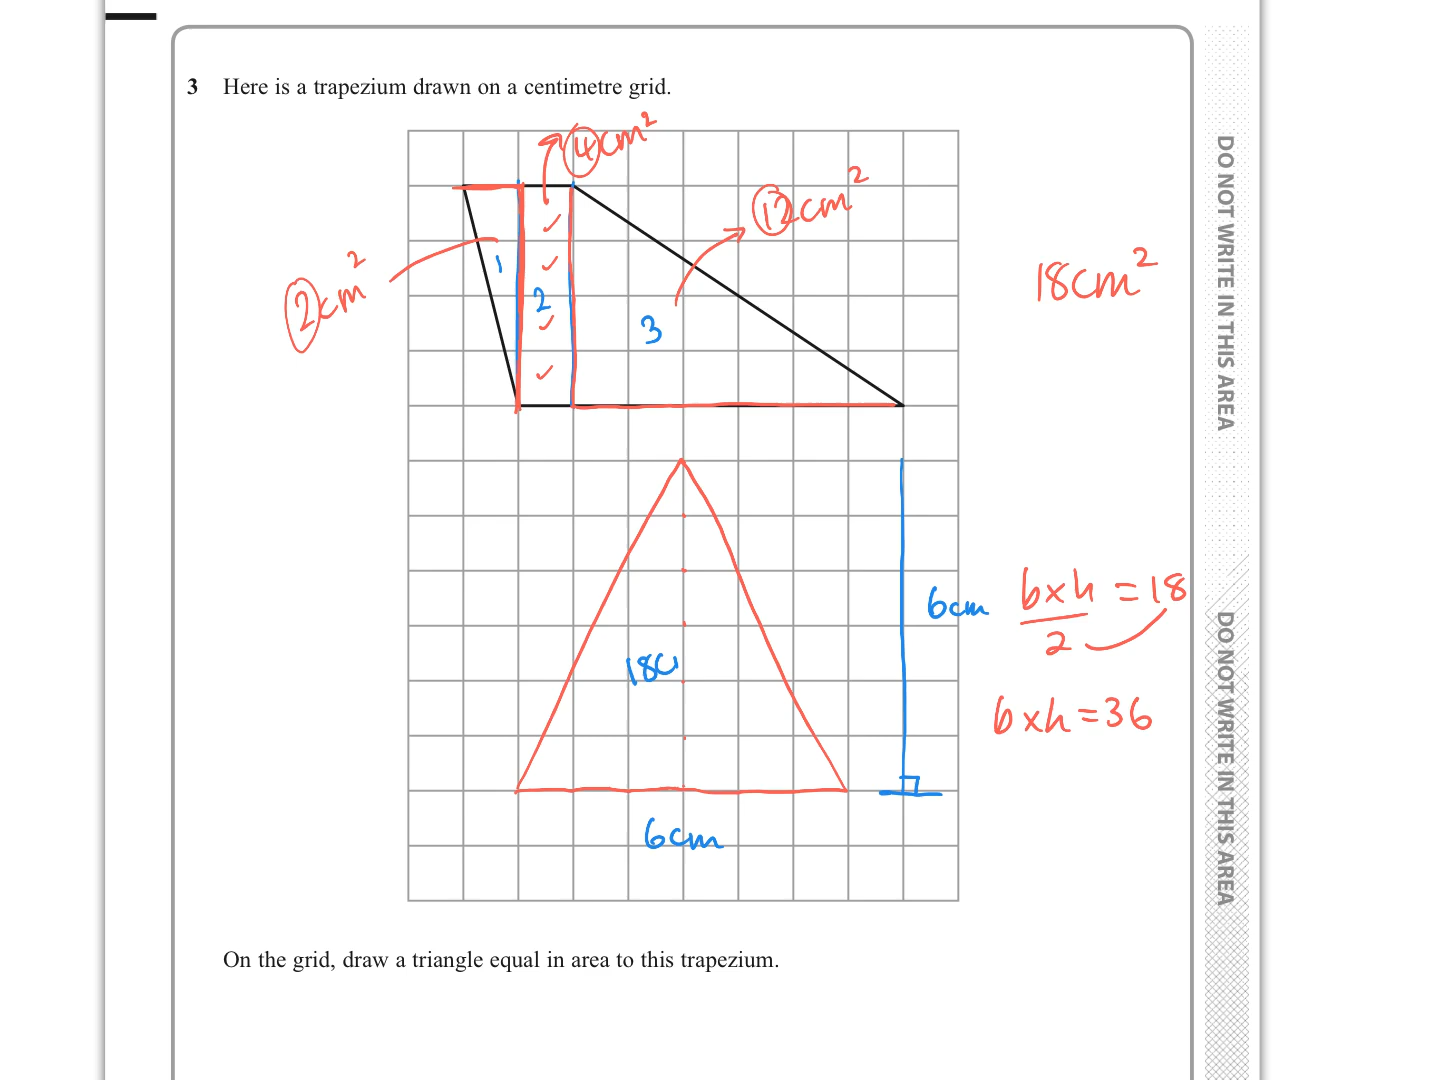 3 Here is a trapezium drawn on a centimetre grid.
4cm²
12cm²
2cm²
1
2
3
18cm²
6cm
b×h = 18
2
18c
b×h = 36
6cm
On the grid, draw a triangle equal in area to this trapezium.
DO NOT WRITE IN THIS AREA
DO NOT WRITE IN THIS AREA